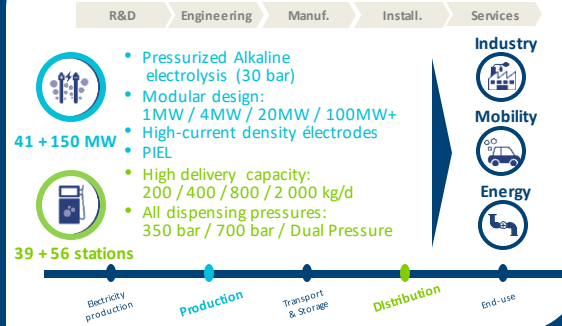 R&D
Engineering
Manuf.
Install.
Services
• Pressurized Alkaline
electrolysis (30 bar)
• Modular design:
1MW / 4MW / 20MW / 100MW+
• High-current density électrodes
• PIEL
41 + 150 MW
• High delivery capacity:
200 / 400 / 800 / 2 000 kg/d
• All dispensing pressures:
350 bar / 700 bar / Dual Pressure
39 + 56 stations
Industry
Mobility
Energy
Electricity
production
Production
Transport
& Storage
Distribution
End-use